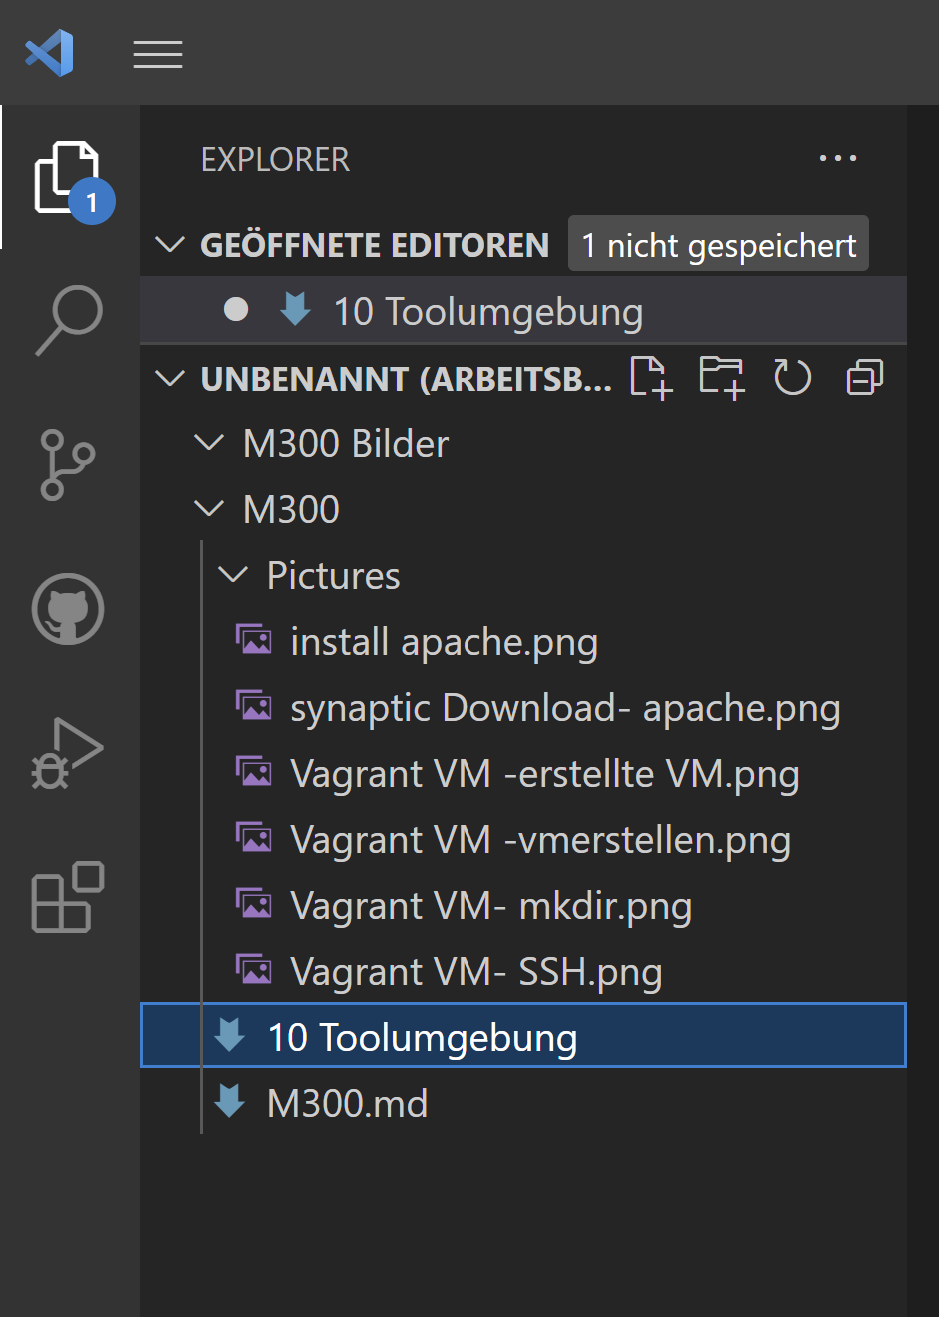 EXPLORER
1
GEÖFFNETE EDITOREN 1 nicht gespeichert
10 Toolumgebung
UNBENANNT (ARBEITSB...
M300 Bilder
M300
Pictures
install apache.png
synaptic Download- apache.png
Vagrant VM -erstellte VM.png
Vagrant VM -vmerstellen.png
Vagrant VM- mkdir.png
Vagrant VM- SSH.png
10 Toolumgebung
M300.md